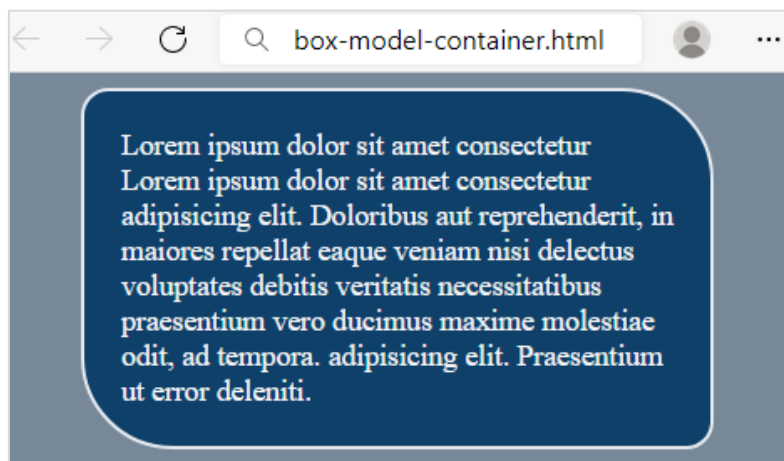 box-model-container.html
Lorem ipsum dolor sit amet consectetur
Lorem ipsum dolor sit amet consectetur
adipisicing elit. Doloribus aut reprehenderit, in
maiores repellat eaque veniam nisi delectus
voluptates debitis veritatis necessitatibus
praesentium vero ducimus maxime molestiae
odit, ad tempora. adipisicing elit. Praesentium
ut error deleniti.